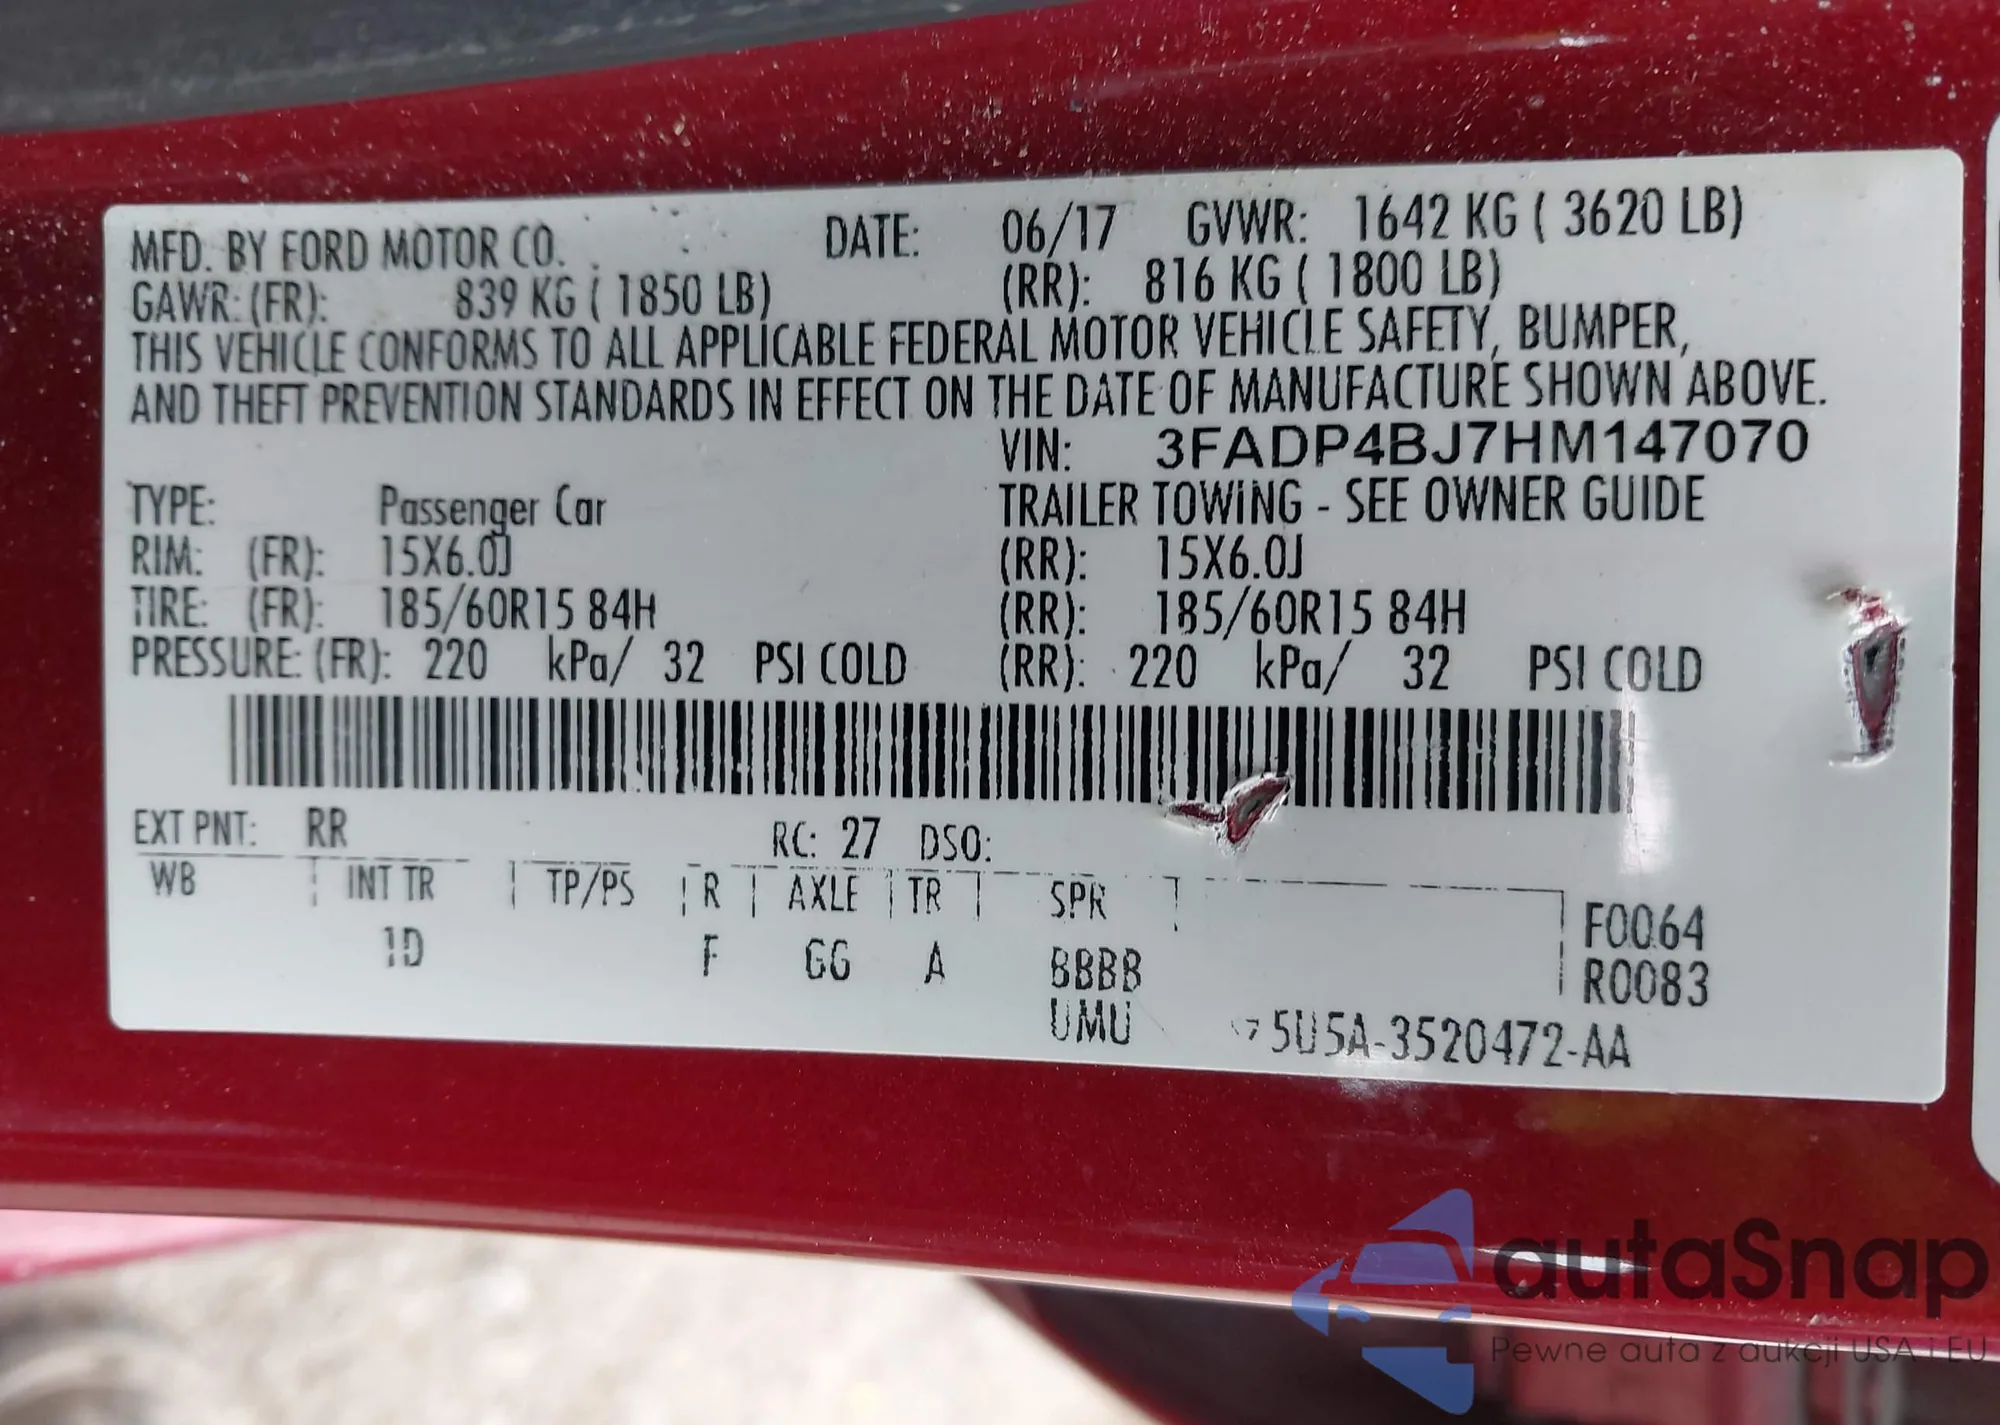 MFD. BY FORD MOTOR CO. DATE: 06/17 GVWR: 1642 KG ( 3620 LB)
GAWR: (FR): 839 KG ( 1850 LB) (RR): 816 KG ( 1800 LB)
THIS VEHICLE CONFORMS TO ALL APPLICABLE FEDERAL MOTOR VEHICLE SAFETY, BUMPER,
AND THEFT PREVENTION STANDARDS IN EFFECT ON THE DATE OF MANUFACTURE SHOWN ABOVE.
VIN: 3FADP4BJ7HM147070
TYPE: Passenger Car TRAILER TOWING - SEE OWNER GUIDE
RIM: (FR): 15X6.0J (RR): 15X6.0J
TIRE: (FR): 185/60R15 84H (RR): 185/60R15 84H
PRESSURE: (FR): 220 kPa/ 32 PSI COLD (RR): 220 kPa/ 32 PSI COLD
EXT PNT: RR RC: 27 DSO:
WB INT TR TP/PS R AXLE TR SPR F0064
1D F GG A BBBB R0083
UMU 5U5A-3520472-AA
autaSnap
Pewne auta z aukcji USA i EU